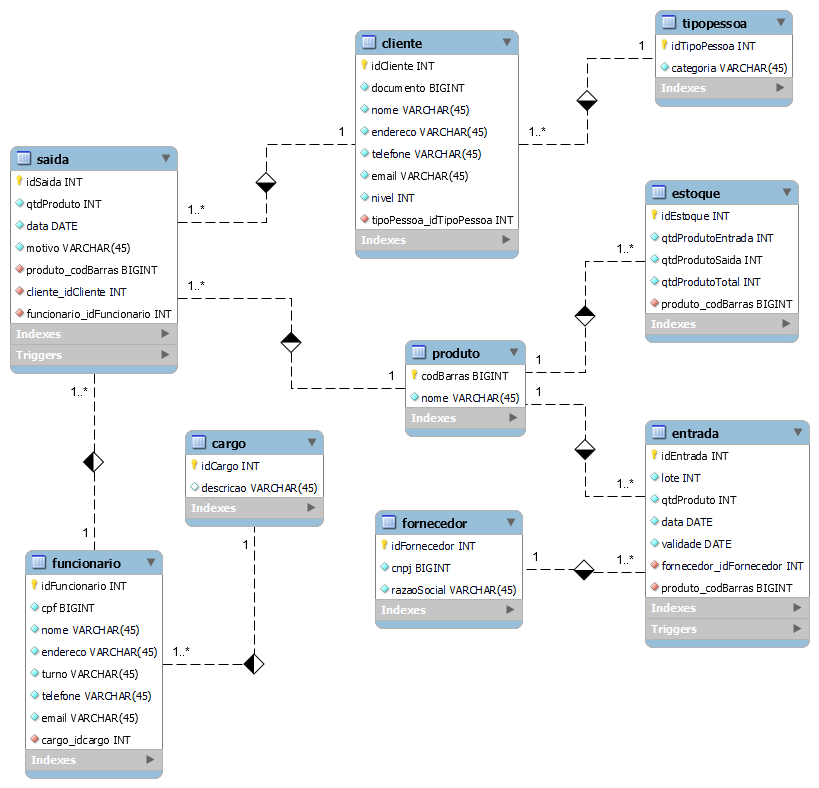 tipopessoa
idTipoPessoa INT
categoria VARCHAR(45)
Indexes
cliente
idCliente INT
documento BIGINT
nome VARCHAR(45)
endereco VARCHAR(45)
telefone VARCHAR(45)
email VARCHAR(45)
nivel INT
tipoPessoa_idTipoPessoa INT
Indexes
1
1..*
1
1..*
saida
idSaida INT
qtdProduto INT
data DATE
motivo VARCHAR(45)
produto_codBarras BIGINT
cliente_idCliente INT
funcionario_idFuncionario INT
Indexes
Triggers
1..*
1
1..*
1
estoque
idEstoque INT
qtdProdutoEntrada INT
qtdProdutoSaida INT
qtdProdutoTotal INT
produto_codBarras BIGINT
Indexes
1..*
1
produto
codBarras BIGINT
nome VARCHAR(45)
Indexes
1
1..*
cargo
idCargo INT
descricao VARCHAR(45)
Indexes
1
1..*
entrada
idEntrada INT
lote INT
qtdProduto INT
data DATE
validade DATE
fornecedor_idFornecedor INT
produto_codBarras BIGINT
Indexes
Triggers
fornecedor
idFornecedor INT
cnpj BIGINT
razaoSocial VARCHAR(45)
Indexes
1
1..*
funcionario
idFuncionario INT
cpf BIGINT
nome VARCHAR(45)
endereco VARCHAR(45)
turno VARCHAR(45)
telefone VARCHAR(45)
email VARCHAR(45)
cargo_idcargo INT
Indexes